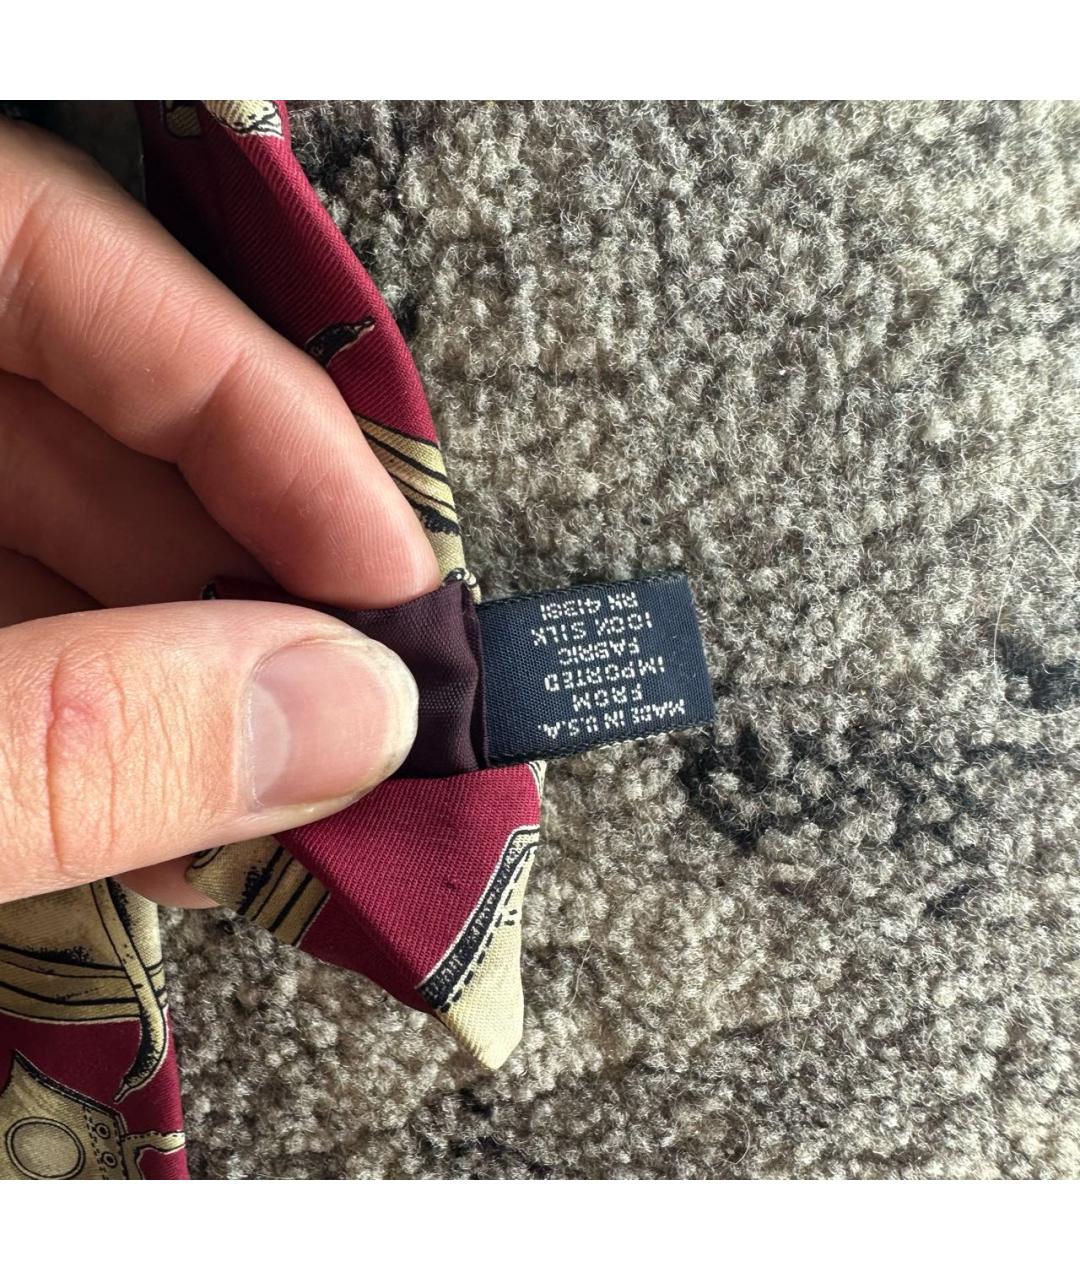 MADE IN U.S.A.
FROM
IMPORTED
FABRIC
100% SILK
RN 41381